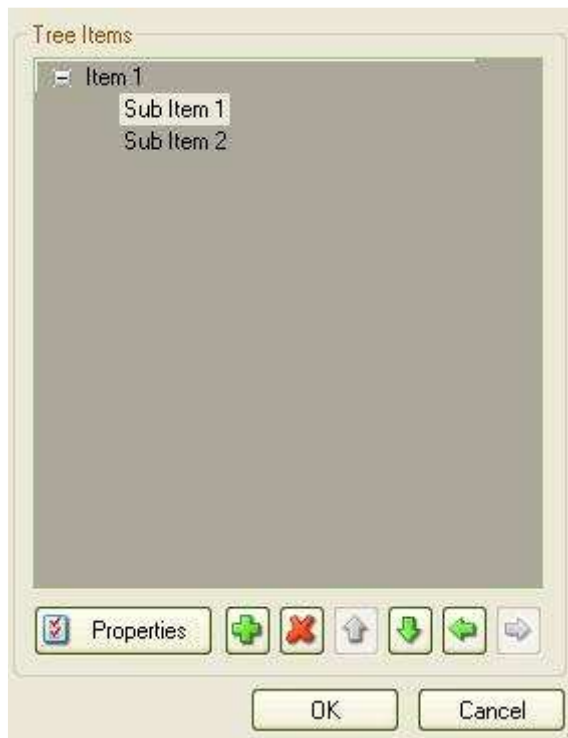 Tree Items
Item 1
Sub Item 1
Sub Item 2
Properties
OK
Cancel